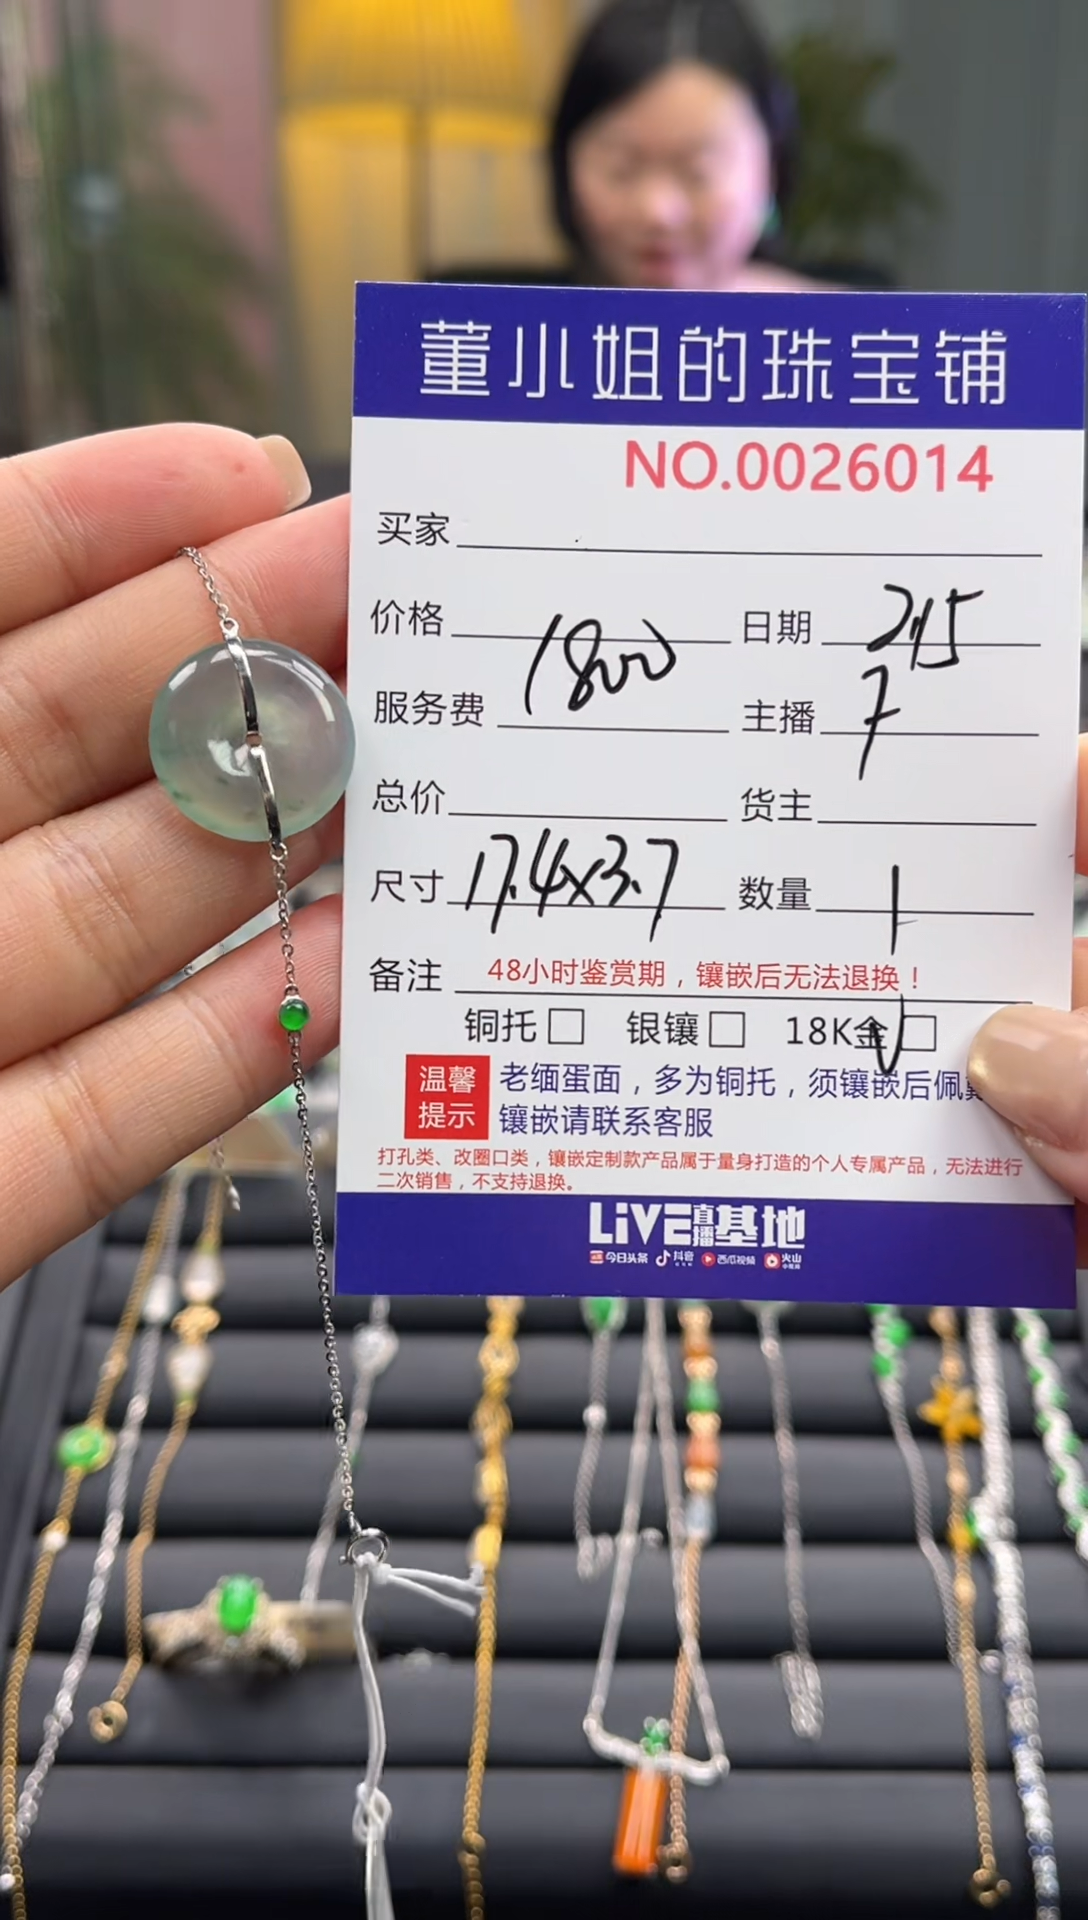 董小姐的珠宝铺
NO.0026014
买家
价格 1800 日期 2.15
服务费 主播 7
总价 货主
尺寸 17.4×3.7 数量 1
备注 48小时鉴赏期，镶嵌后无法退换！
铜托□ 银镶□ 18K金□
温馨提示 老缅蛋面，多为铜托，须镶嵌后佩
镶嵌请联系客服
打孔类、改圈口类，镶嵌定制款产品属于量身打造的个人专属产品，无法进行
二次销售，不支持退换。
LiVE直播基地
今日头条 抖音 西瓜视频 火山小视频